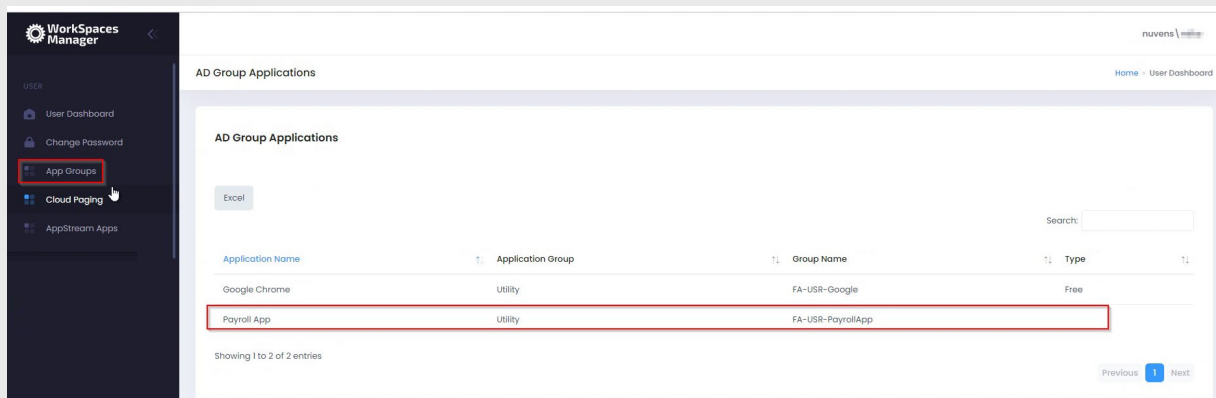 WorkSpaces
Manager
nuvens\
USER
User Dashboard
Change Password
App Groups
Cloud Paging
AppStream Apps
AD Group Applications
Home - User Dashboard
AD Group Applications
Excel
Search:
Application Name Application Group Group Name Type
Google Chrome Utility FA-USR-Google Free
Payroll App Utility FA-USR-PayrollApp
Showing 1 to 2 of 2 entries
Previous 1 Next